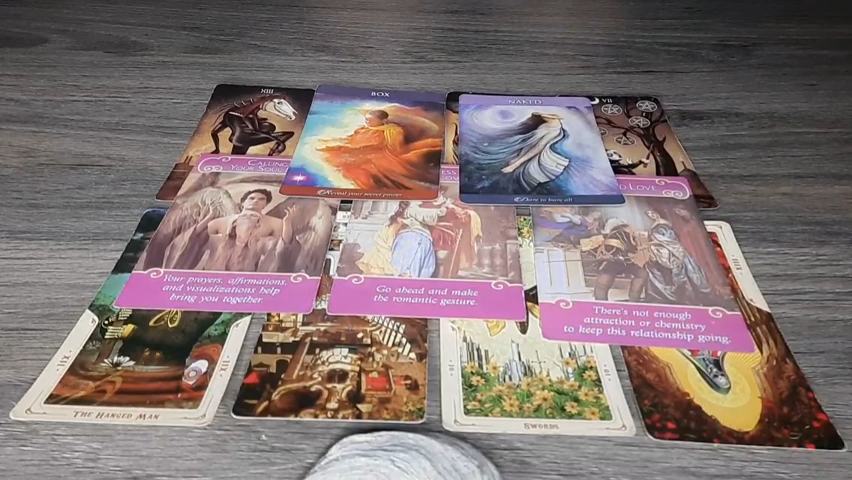 XIII
BOX
NAKED
VII
CALLING
YOUR SOUL
LOVE
Reveal your secret power
Dare to bare all
Your prayers, affirmations,
and visualizations help
bring you together.
Go ahead and make
the romantic gesture.
There's not enough
attraction or chemistry
to keep this relationship going.
THE HANGED MAN
XII
SWORDS